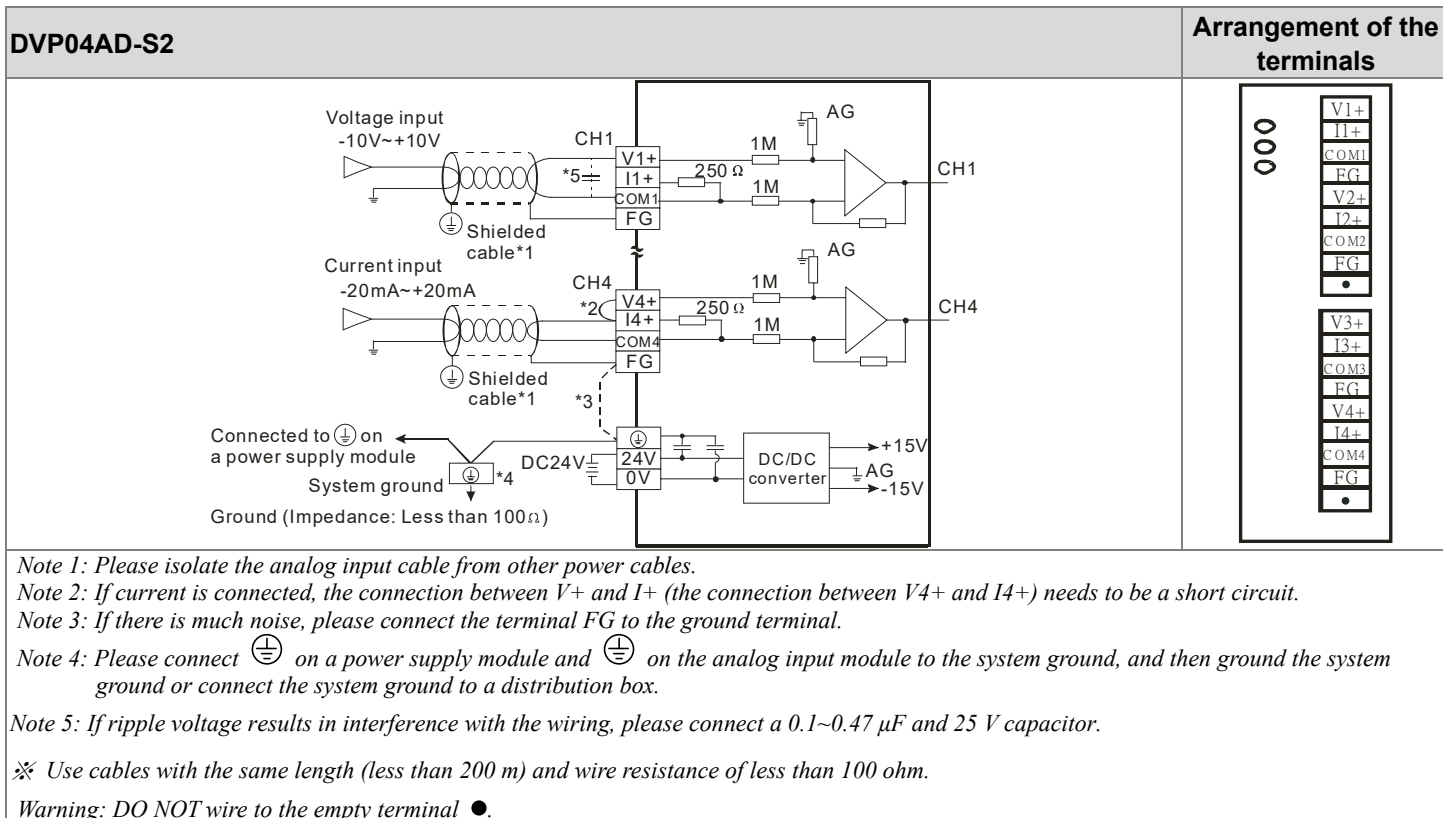 DVP04AD-S2
Arrangement of the
terminals
Voltage input
-10V~+10V
CH1
V1+
I1+
COM1
FG
*5
250 Ω
1M
1M
AG
CH1
Shielded
cable*1
Current input
-20mA~+20mA
CH4
*2
V4+
I4+
COM4
FG
250 Ω
1M
1M
AG
CH4
Shielded
cable*1
*3
Connected to ⏚ on
a power supply module
System ground
*4
Ground (Impedance: Less than 100Ω)
DC24V
24V
0V
DC/DC
converter
+15V
AG
-15V
V1+
I1+
COM1
FG
V2+
I2+
COM2
FG
●
V3+
I3+
COM3
FG
V4+
I4+
COM4
FG
●
Note 1: Please isolate the analog input cable from other power cables.
Note 2: If current is connected, the connection between V+ and I+ (the connection between V4+ and I4+) needs to be a short circuit.
Note 3: If there is much noise, please connect the terminal FG to the ground terminal.
Note 4: Please connect ⏚ on a power supply module and ⏚ on the analog input module to the system ground, and then ground the system
ground or connect the system ground to a distribution box.
Note 5: If ripple voltage results in interference with the wiring, please connect a 0.1~0.47 μF and 25 V capacitor.
※ Use cables with the same length (less than 200 m) and wire resistance of less than 100 ohm.
Warning: DO NOT wire to the empty terminal ●.